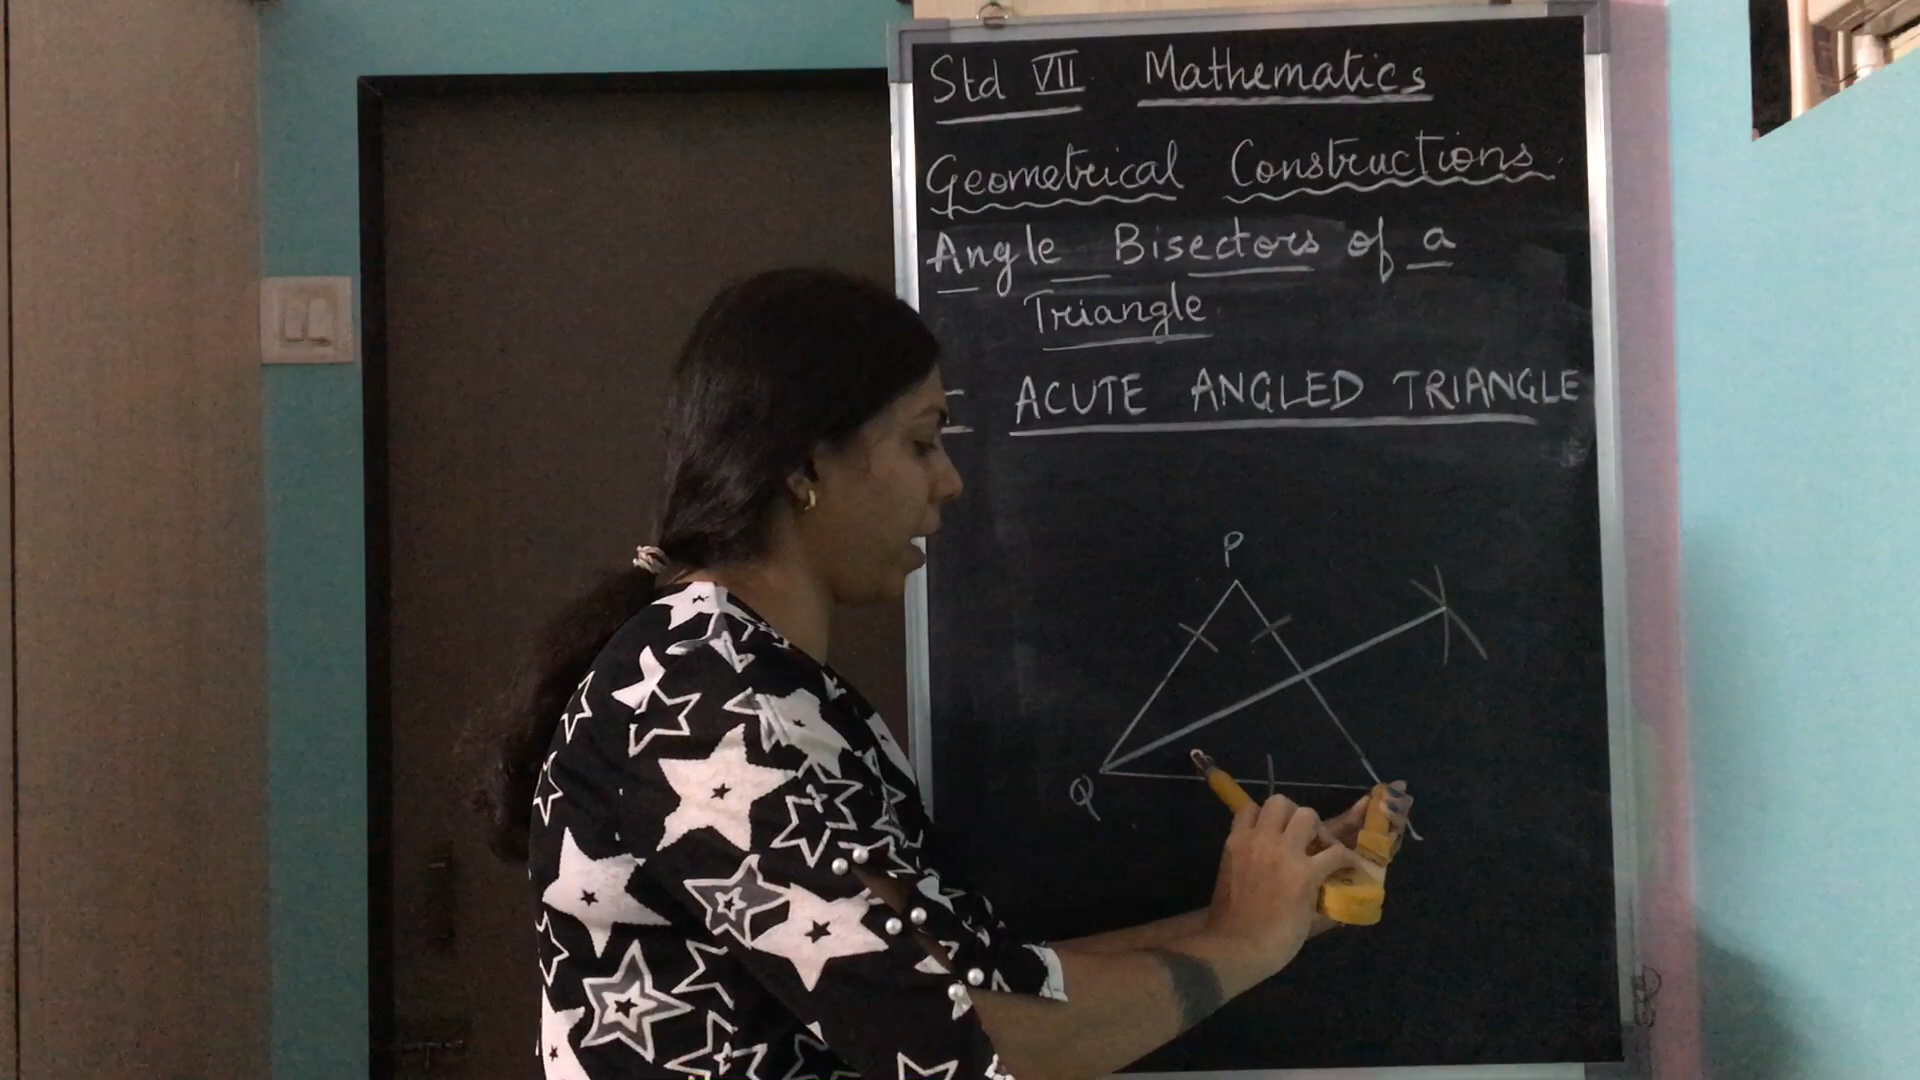 Std VII Mathematics
Geometrical Constructions
Angle Bisectors of a
Triangle
ACUTE ANGLED TRIANGLE
P
Q